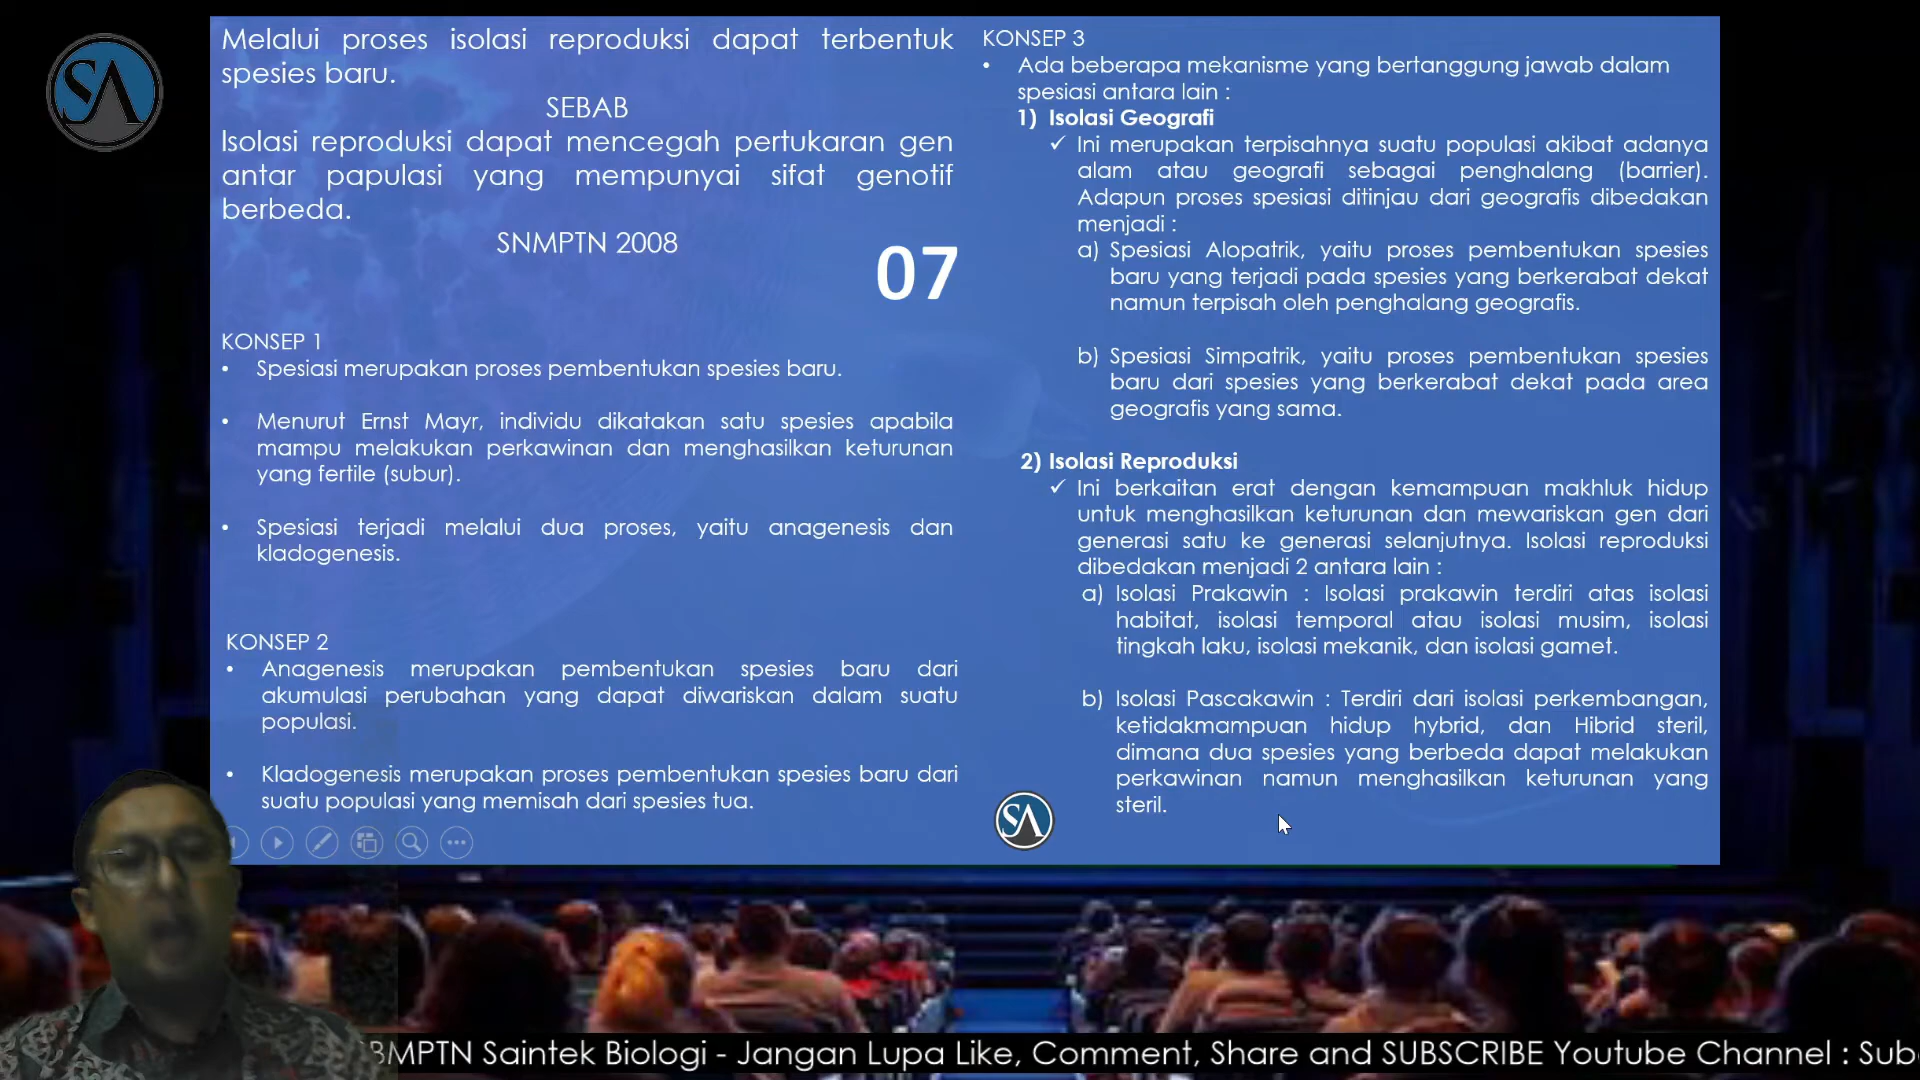 SA
Melalui proses isolasi reproduksi dapat terbentuk
spesies baru.
SEBAB
Isolasi reproduksi dapat mencegah pertukaran gen
antar papulasi yang mempunyai sifat genotif
berbeda.
SNMPTN 2008
07
KONSEP 1
• Spesiasi merupakan proses pembentukan spesies baru.
• Menurut Ernst Mayr, individu dikatakan satu spesies apabila
mampu melakukan perkawinan dan menghasilkan keturunan
yang fertile (subur).
• Spesiasi terjadi melalui dua proses, yaitu anagenesis dan
kladogenesis.
KONSEP 2
• Anagenesis merupakan pembentukan spesies baru dari
akumulasi perubahan yang dapat diwariskan dalam suatu
populasi.
• Kladogenesis merupakan proses pembentukan spesies baru dari
suatu populasi yang memisah dari spesies tua.
KONSEP 3
• Ada beberapa mekanisme yang bertanggung jawab dalam
spesiasi antara lain :
1) Isolasi Geografi
✓ Ini merupakan terpisahnya suatu populasi akibat adanya
alam atau geografi sebagai penghalang (barrier).
Adapun proses spesiasi ditinjau dari geografis dibedakan
menjadi :
a) Spesiasi Alopatrik, yaitu proses pembentukan spesies
baru yang terjadi pada spesies yang berkerabat dekat
namun terpisah oleh penghalang geografis.
b) Spesiasi Simpatrik, yaitu proses pembentukan spesies
baru dari spesies yang berkerabat dekat pada area
geografis yang sama.
2) Isolasi Reproduksi
✓ Ini berkaitan erat dengan kemampuan makhluk hidup
untuk menghasilkan keturunan dan mewariskan gen dari
generasi satu ke generasi selanjutnya. Isolasi reproduksi
dibedakan menjadi 2 antara lain :
a) Isolasi Prakawin : Isolasi prakawin terdiri atas isolasi
habitat, isolasi temporal atau isolasi musim, isolasi
tingkah laku, isolasi mekanik, dan isolasi gamet.
b) Isolasi Pascakawin : Terdiri dari isolasi perkembangan,
ketidakmampuan hidup hybrid, dan Hibrid steril,
dimana dua spesies yang berbeda dapat melakukan
perkawinan namun menghasilkan keturunan yang
steril.
SA
BMPTN Saintek Biologi - Jangan Lupa Like, Comment, Share and SUBSCRIBE Youtube Channel : Sub